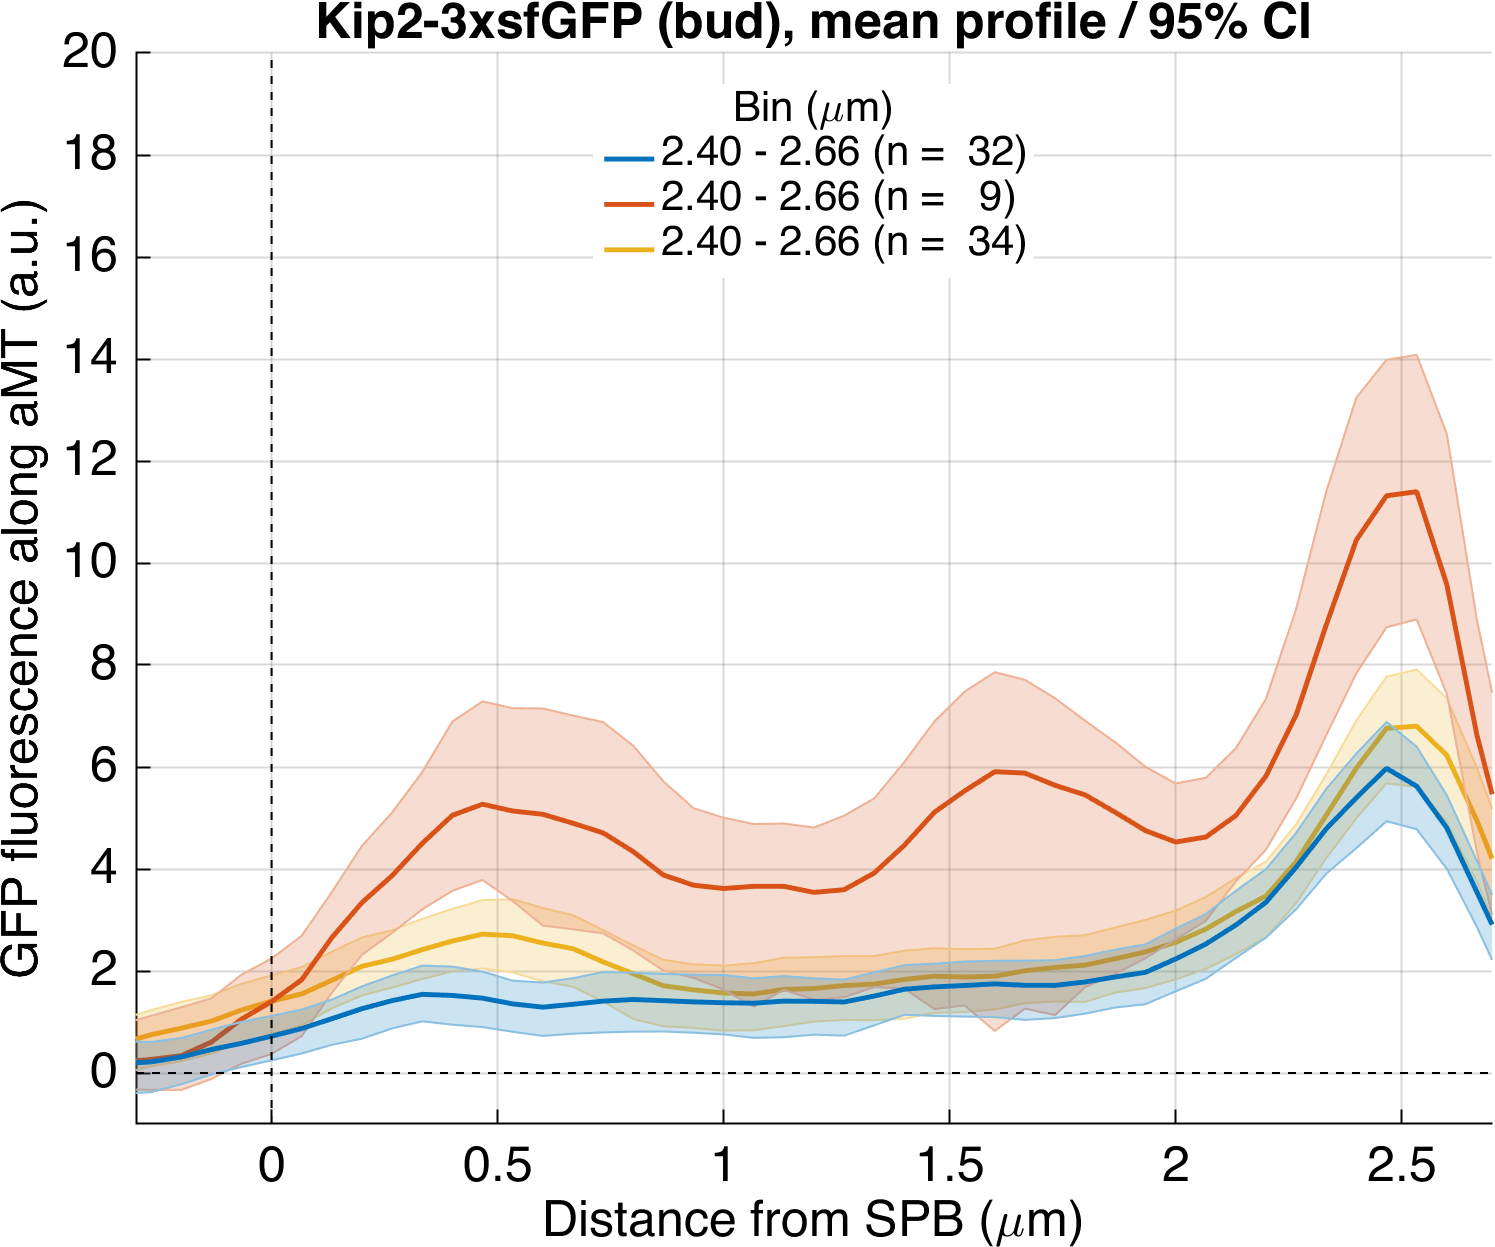 Kip2-3xsfGFP (bud), mean profile / 95% CI
GFP fluorescence along aMT (a.u.)
20
18
16
14
12
10
8
6
4
2
0
Bin (μm)
2.40 - 2.66 (n = 32)
2.40 - 2.66 (n = 9)
2.40 - 2.66 (n = 34)
0 0.5 1 1.5 2 2.5
Distance from SPB (μm)